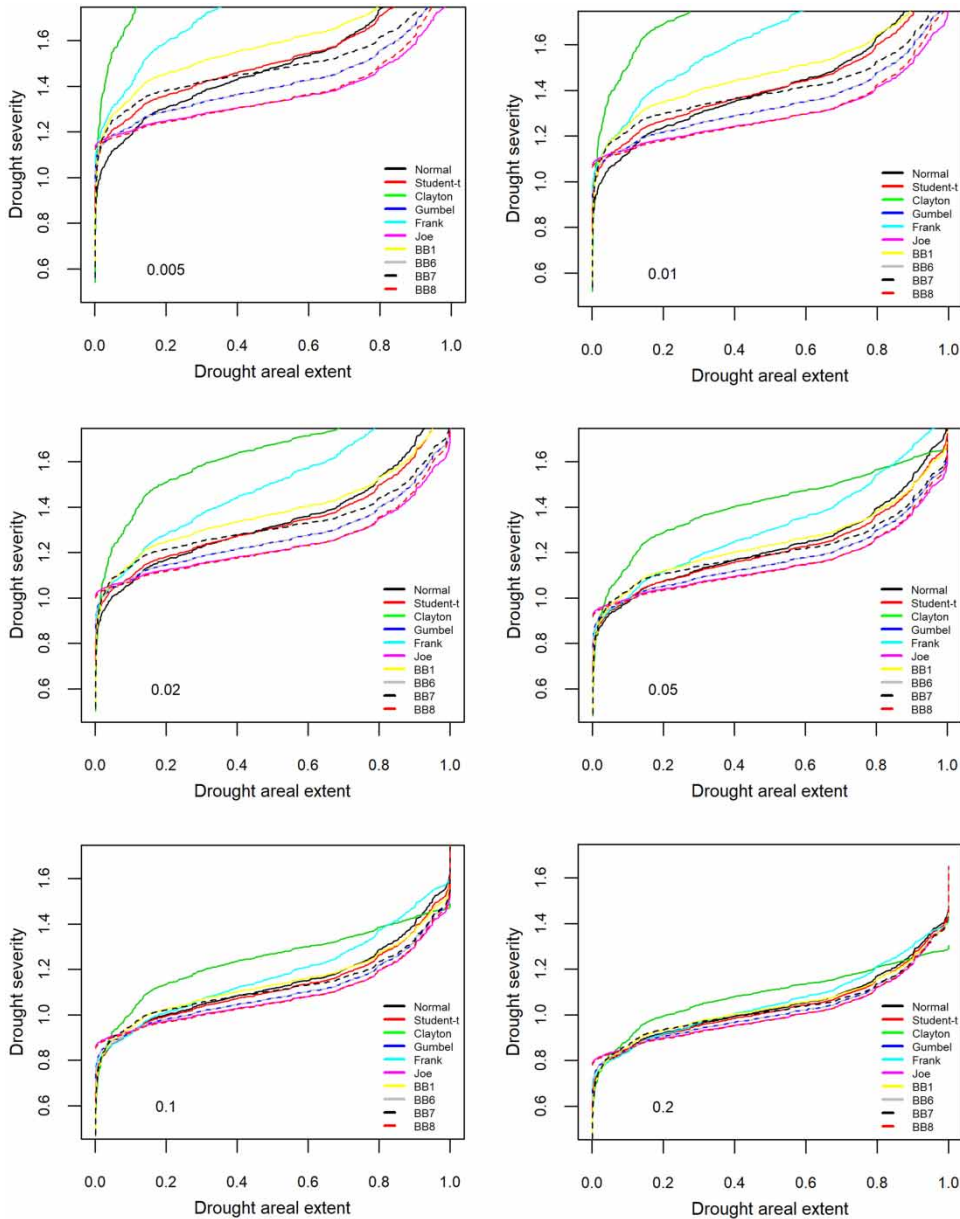 Drought severity
0.6 0.8 1.0 1.2 1.4 1.6
Normal
Student-t
Clayton
Gumbel
Frank
Joe
BB1
BB6
BB7
BB8
0.005
0.0 0.2 0.4 0.6 0.8 1.0
Drought areal extent
Drought severity
0.6 0.8 1.0 1.2 1.4 1.6
Normal
Student-t
Clayton
Gumbel
Frank
Joe
BB1
BB6
BB7
BB8
0.01
0.0 0.2 0.4 0.6 0.8 1.0
Drought areal extent
Drought severity
0.6 0.8 1.0 1.2 1.4 1.6
Normal
Student-t
Clayton
Gumbel
Frank
Joe
BB1
BB6
BB7
BB8
0.02
0.0 0.2 0.4 0.6 0.8 1.0
Drought areal extent
Drought severity
0.6 0.8 1.0 1.2 1.4 1.6
Normal
Student-t
Clayton
Gumbel
Frank
Joe
BB1
BB6
BB7
BB8
0.05
0.0 0.2 0.4 0.6 0.8 1.0
Drought areal extent
Drought severity
0.6 0.8 1.0 1.2 1.4 1.6
Normal
Student-t
Clayton
Gumbel
Frank
Joe
BB1
BB6
BB7
BB8
0.1
0.0 0.2 0.4 0.6 0.8 1.0
Drought areal extent
Drought severity
0.6 0.8 1.0 1.2 1.4 1.6
Normal
Student-t
Clayton
Gumbel
Frank
Joe
BB1
BB6
BB7
BB8
0.2
0.0 0.2 0.4 0.6 0.8 1.0
Drought areal extent